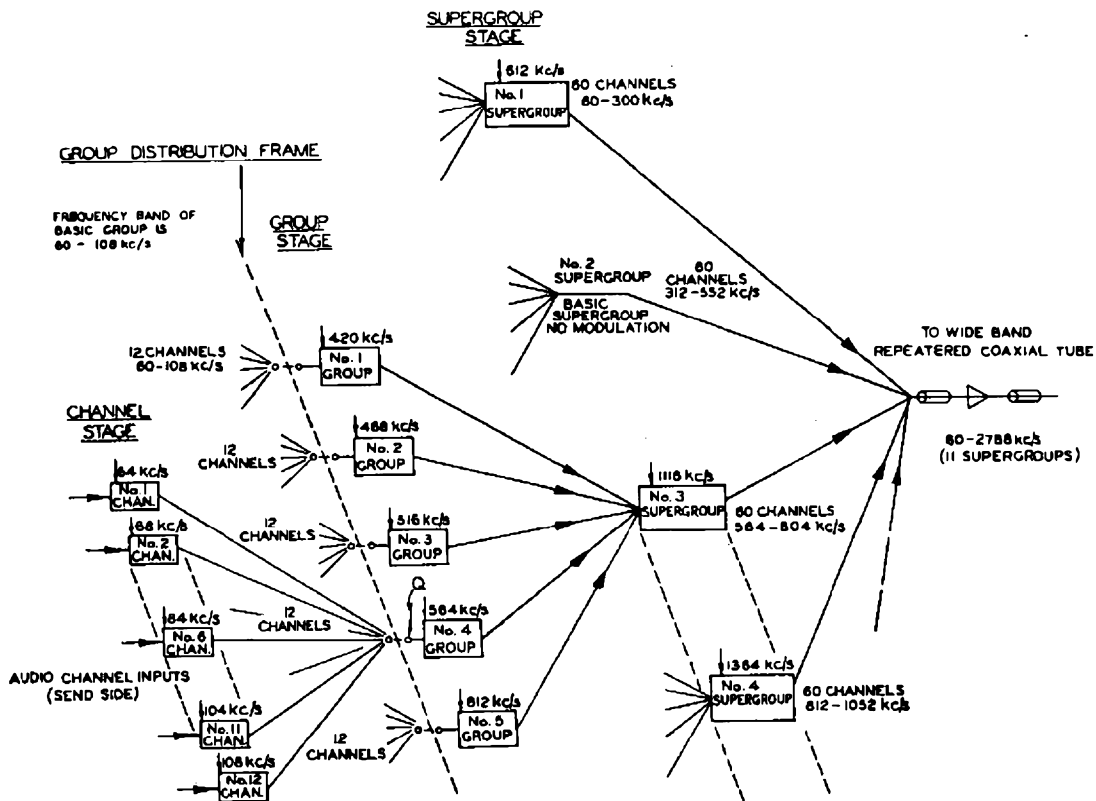 SUPERGROUP
STAGE
612 Kc/s
No. 1
SUPERGROUP
60 CHANNELS
60-300 Kc/s
GROUP DISTRIBUTION FRAME
FREQUENCY BAND OF
BASIC GROUP IS
60 - 108 Kc/s
GROUP
STAGE
No. 2
SUPERGROUP
BASIC
SUPERGROUP
NO MODULATION
60
CHANNELS
312-552 Kc/s
TO WIDE BAND
REPEATERED COAXIAL TUBE
60-2788 Kc/s
(11 SUPERGROUPS)
12 CHANNELS
60-108 Kc/s
420 Kc/s
No. 1
GROUP
CHANNEL
STAGE
12
CHANNELS
468 Kc/s
No. 2
GROUP
64 Kc/s
No. 1
CHAN.
68 Kc/s
No. 2
CHAN.
12
CHANNELS
516 Kc/s
No. 3
GROUP
1116 Kc/s
No. 3
SUPERGROUP
60 CHANNELS
564-804 Kc/s
84 Kc/s
No. 6
CHAN.
12
CHANNELS
Q
564 Kc/s
No. 4
GROUP
AUDIO CHANNEL INPUTS
(SEND SIDE)
104 Kc/s
No. 11
CHAN.
108 Kc/s
No. 12
CHAN.
12
CHANNELS
612 Kc/s
No. 5
GROUP
1364 Kc/s
No. 4
SUPERGROUP
60 CHANNELS
812-1052 Kc/s